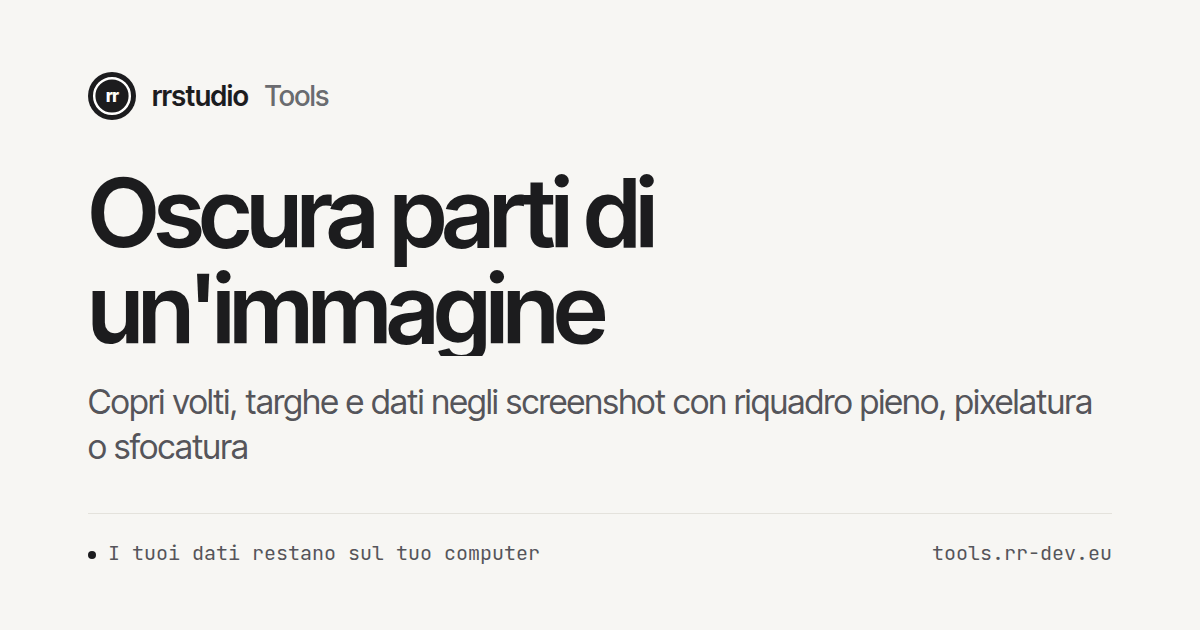 rr rrstudio Tools
Oscura parti di
un'immagine
Copri volti, targhe e dati negli screenshot con riquadro pieno, pixelatura
o sfocatura
I tuoi dati restano sul tuo computer
tools.rr-dev.eu